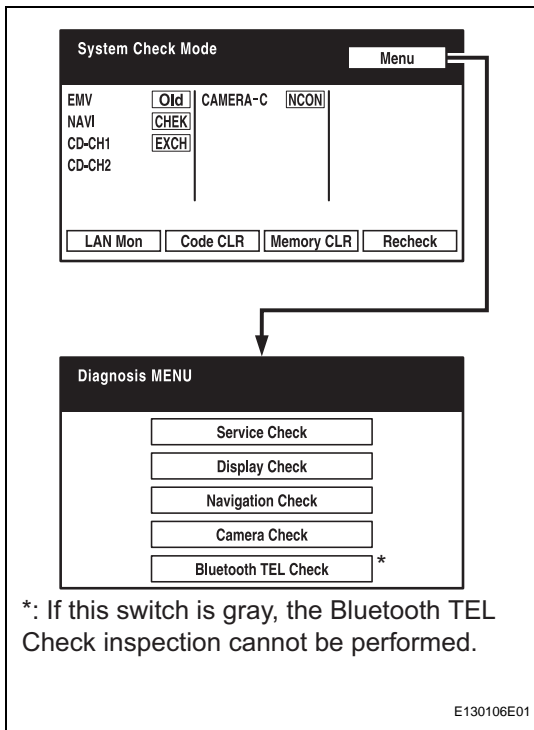 System Check Mode
Menu
EMV Old CAMERA-C NCON
NAVI CHEK
CD-CH1 EXCH
CD-CH2
LAN Mon Code CLR Memory CLR Recheck
Diagnosis MENU
Service Check
Display Check
Navigation Check
Camera Check
Bluetooth TEL Check *
*: If this switch is gray, the Bluetooth TEL
Check inspection cannot be performed.
E130106E01